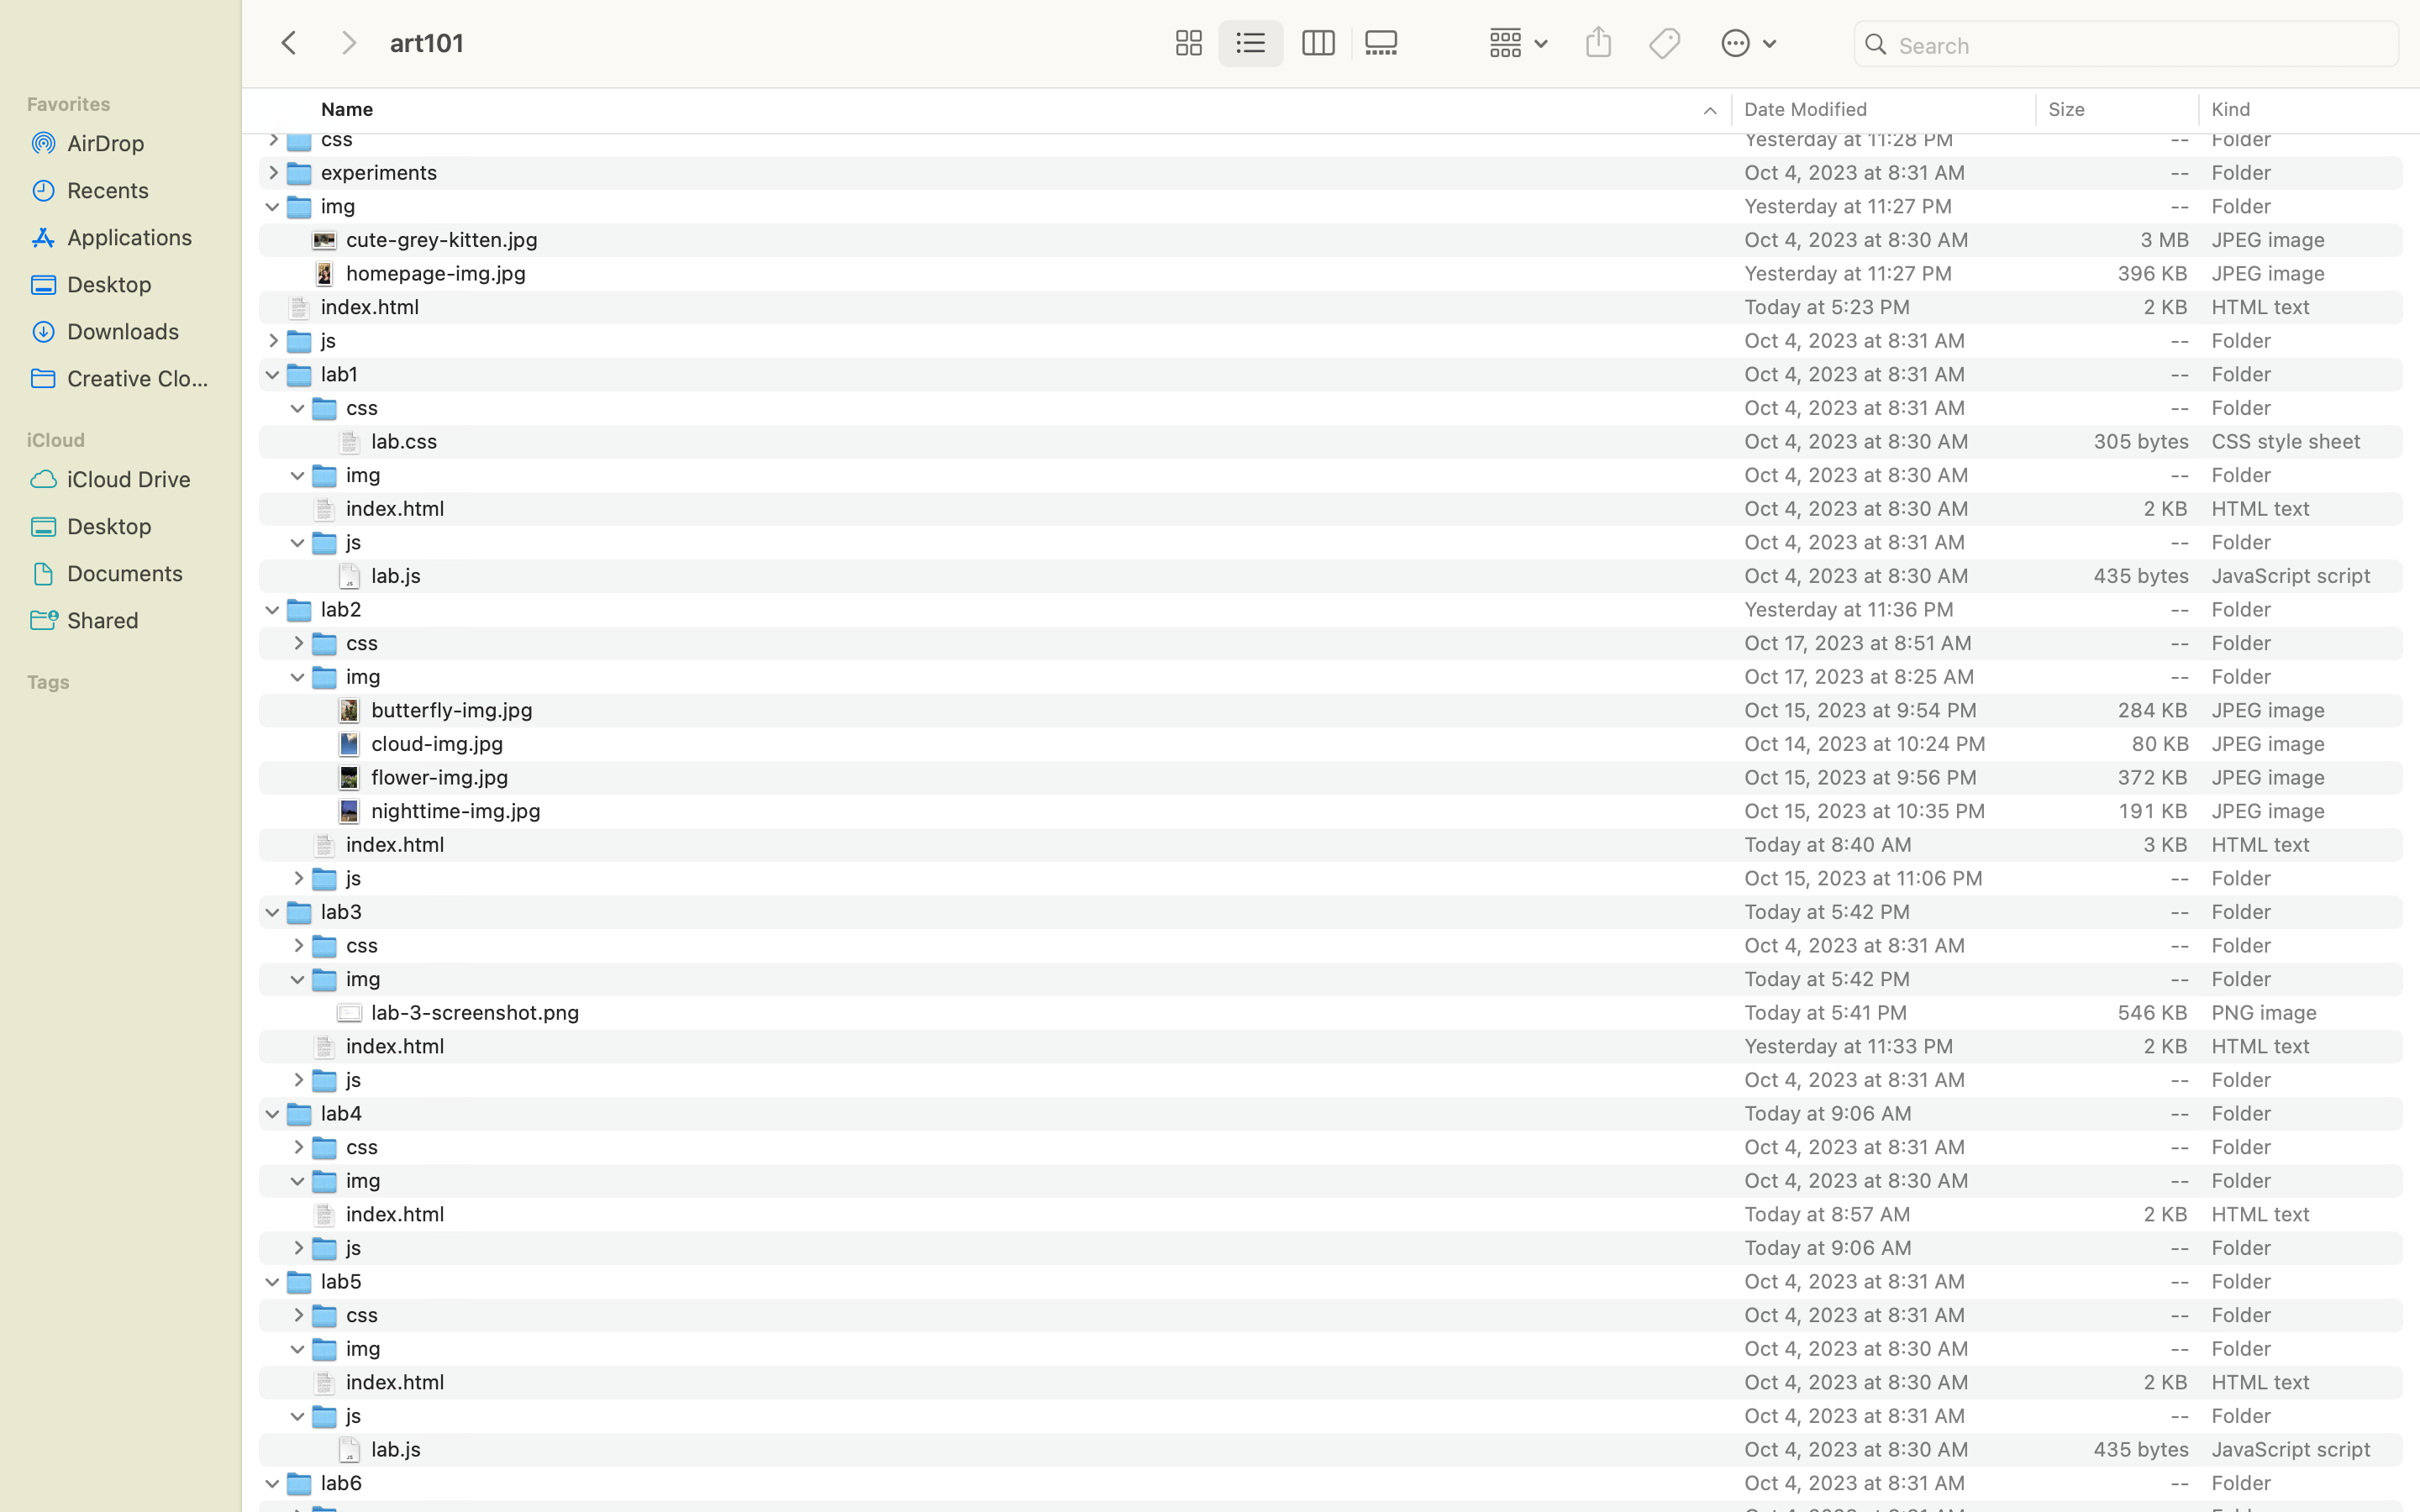 art101
Search
Favorites
AirDrop
Recents
Applications
Desktop
Downloads
Creative Clo...
iCloud
iCloud Drive
Desktop
Documents
Shared
Tags
Name Date Modified Size Kind
css Yesterday at 11:28 PM -- Folder
experiments Oct 4, 2023 at 8:31 AM -- Folder
img Yesterday at 11:27 PM -- Folder
cute-grey-kitten.jpg Oct 4, 2023 at 8:30 AM 3 MB JPEG image
homepage-img.jpg Yesterday at 11:27 PM 396 KB JPEG image
index.html Today at 5:23 PM 2 KB HTML text
js Oct 4, 2023 at 8:31 AM -- Folder
lab1 Oct 4, 2023 at 8:31 AM -- Folder
css Oct 4, 2023 at 8:31 AM -- Folder
lab.css Oct 4, 2023 at 8:30 AM 305 bytes CSS style sheet
img Oct 4, 2023 at 8:30 AM -- Folder
index.html Oct 4, 2023 at 8:30 AM 2 KB HTML text
js Oct 4, 2023 at 8:31 AM -- Folder
lab.js Oct 4, 2023 at 8:30 AM 435 bytes JavaScript script
lab2 Yesterday at 11:36 PM -- Folder
css Oct 17, 2023 at 8:51 AM -- Folder
img Oct 17, 2023 at 8:25 AM -- Folder
butterfly-img.jpg Oct 15, 2023 at 9:54 PM 284 KB JPEG image
cloud-img.jpg Oct 14, 2023 at 10:24 PM 80 KB JPEG image
flower-img.jpg Oct 15, 2023 at 9:56 PM 372 KB JPEG image
nighttime-img.jpg Oct 15, 2023 at 10:35 PM 191 KB JPEG image
index.html Today at 8:40 AM 3 KB HTML text
js Oct 15, 2023 at 11:06 PM -- Folder
lab3 Today at 5:42 PM -- Folder
css Oct 4, 2023 at 8:31 AM -- Folder
img Today at 5:42 PM -- Folder
lab-3-screenshot.png Today at 5:41 PM 546 KB PNG image
index.html Yesterday at 11:33 PM 2 KB HTML text
js Oct 4, 2023 at 8:31 AM -- Folder
lab4 Today at 9:06 AM -- Folder
css Oct 4, 2023 at 8:31 AM -- Folder
img Oct 4, 2023 at 8:30 AM -- Folder
index.html Today at 8:57 AM 2 KB HTML text
js Today at 9:06 AM -- Folder
lab5 Oct 4, 2023 at 8:31 AM -- Folder
css Oct 4, 2023 at 8:31 AM -- Folder
img Oct 4, 2023 at 8:30 AM -- Folder
index.html Oct 4, 2023 at 8:30 AM 2 KB HTML text
js Oct 4, 2023 at 8:31 AM -- Folder
lab.js Oct 4, 2023 at 8:30 AM 435 bytes JavaScript script
lab6 Oct 4, 2023 at 8:31 AM -- Folder